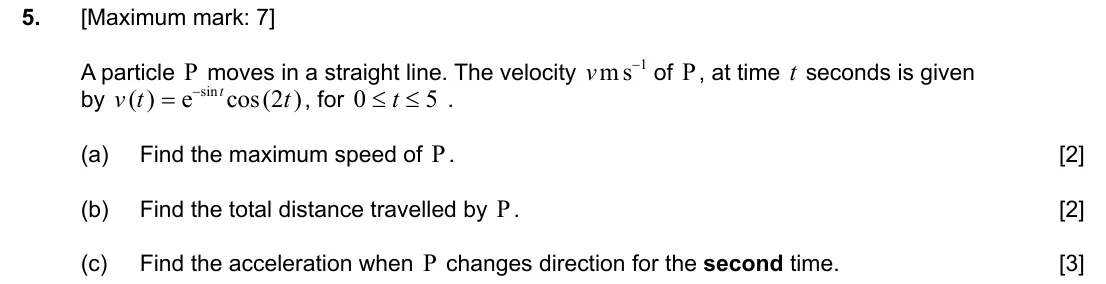 5. [Maximum mark: 7]
A particle P moves in a straight line. The velocity v m s⁻¹ of P, at time t seconds is given
by v(t) = e^(−sin t) cos(2t), for 0 ≤ t ≤ 5 .
(a) Find the maximum speed of P. [2]
(b) Find the total distance travelled by P. [2]
(c) Find the acceleration when P changes direction for the second time. [3]